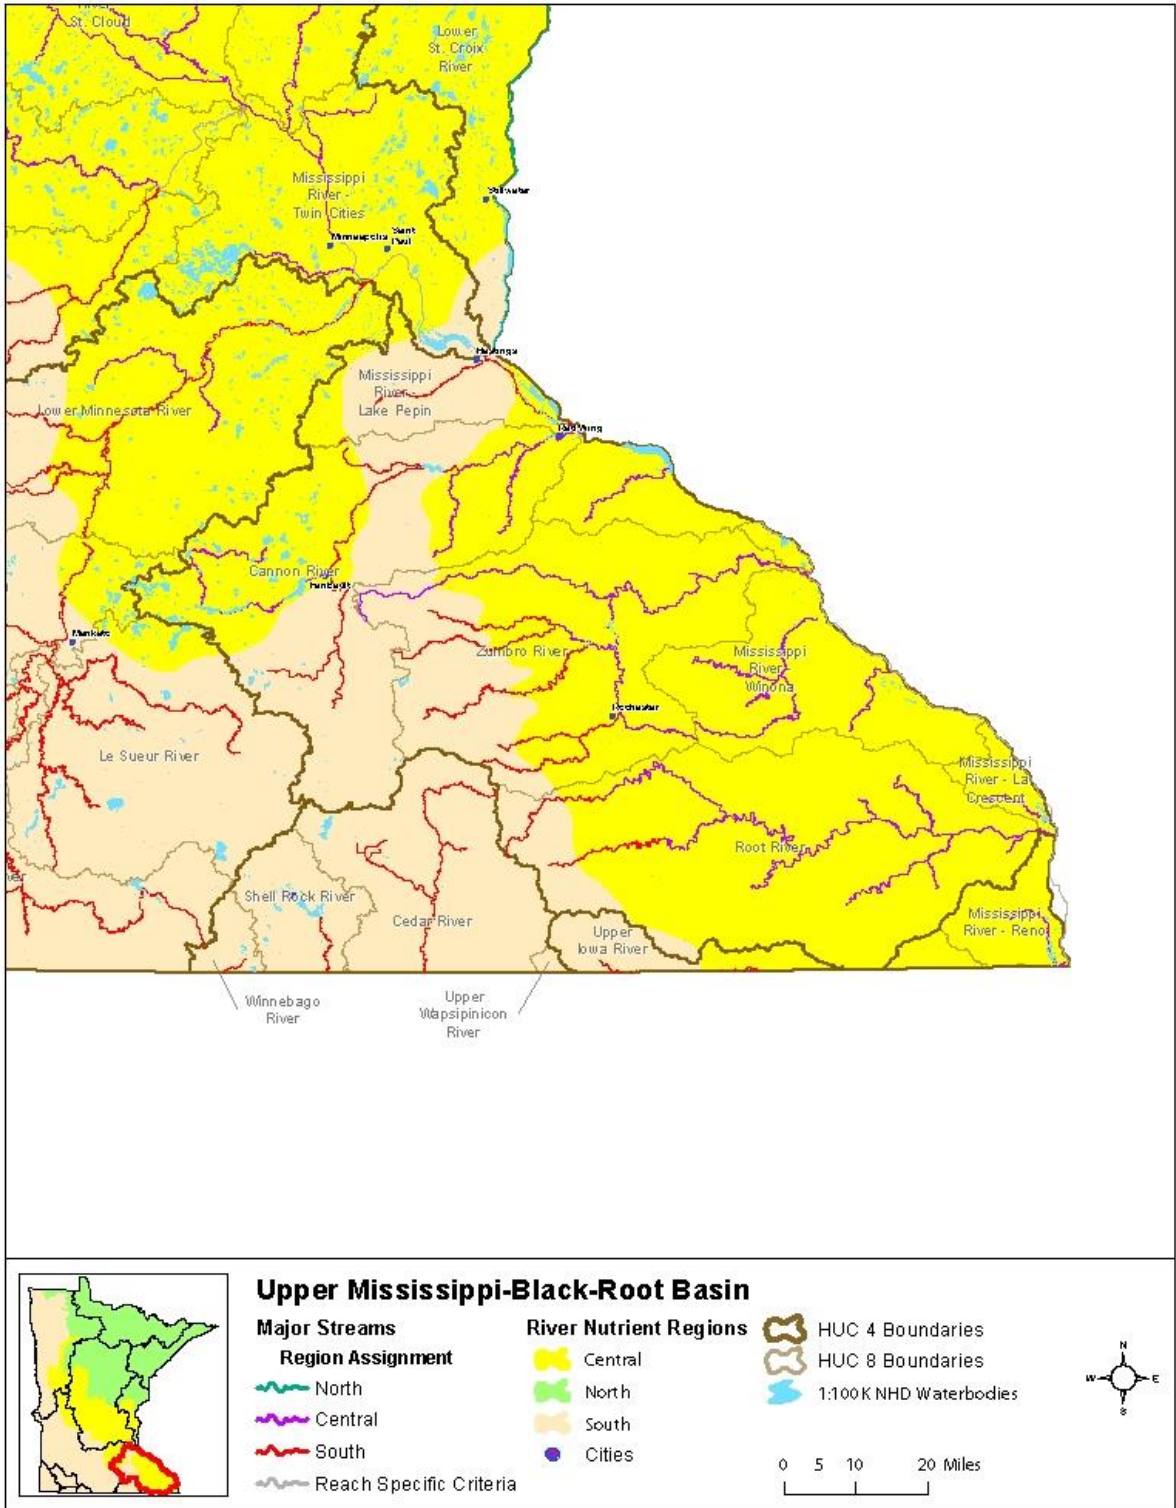 River
St. Cloud
Lower
St. Croix
River
Stillwater
Mississippi
River -
Twin Cities
Minneapolis
Saint
Paul
Hastings
Mississippi
River -
Lake Pepin
Lower Minnesota River
Red Wing
Cannon River
Faribault
Mankato
Zumbro River
Mississippi
River
Winona
Rochester
Le Sueur River
Mississippi
River - La
Crescent
Root River
Shell Rock River
Cedar River
Upper
Iowa River
Mississippi
River - Reno
Winnebago
River
Upper
Wapsipinicon
River
Upper Mississippi-Black-Root Basin
Major Streams
Region Assignment
North
Central
South
Reach Specific Criteria
River Nutrient Regions
Central
North
South
Cities
HUC 4 Boundaries
HUC 8 Boundaries
1:100K NHD Waterbodies
N
W
E
S
0 5 10 20 Miles